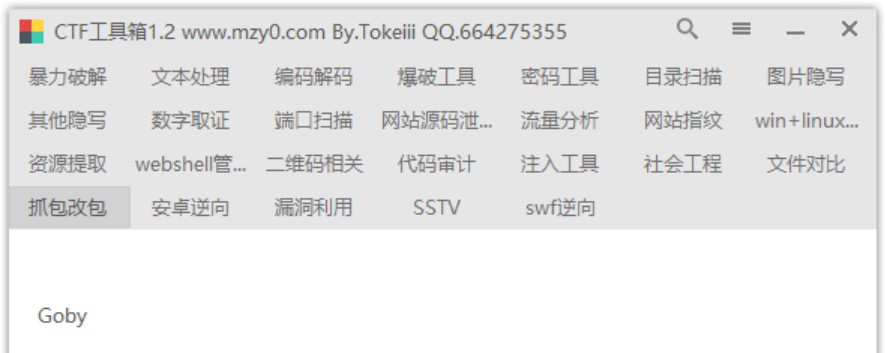 CTF工具箱1.2 www.mzy0.com By.Tokeiii QQ.664275355
暴力破解 文本处理 编码解码 爆破工具 密码工具 目录扫描 图片隐写
其他隐写 数字取证 端口扫描 网站源码泄... 流量分析 网站指纹 win+linux...
资源提取 webshell管... 二维码相关 代码审计 注入工具 社会工程 文件对比
抓包改包 安卓逆向 漏洞利用 SSTV swf逆向
Goby